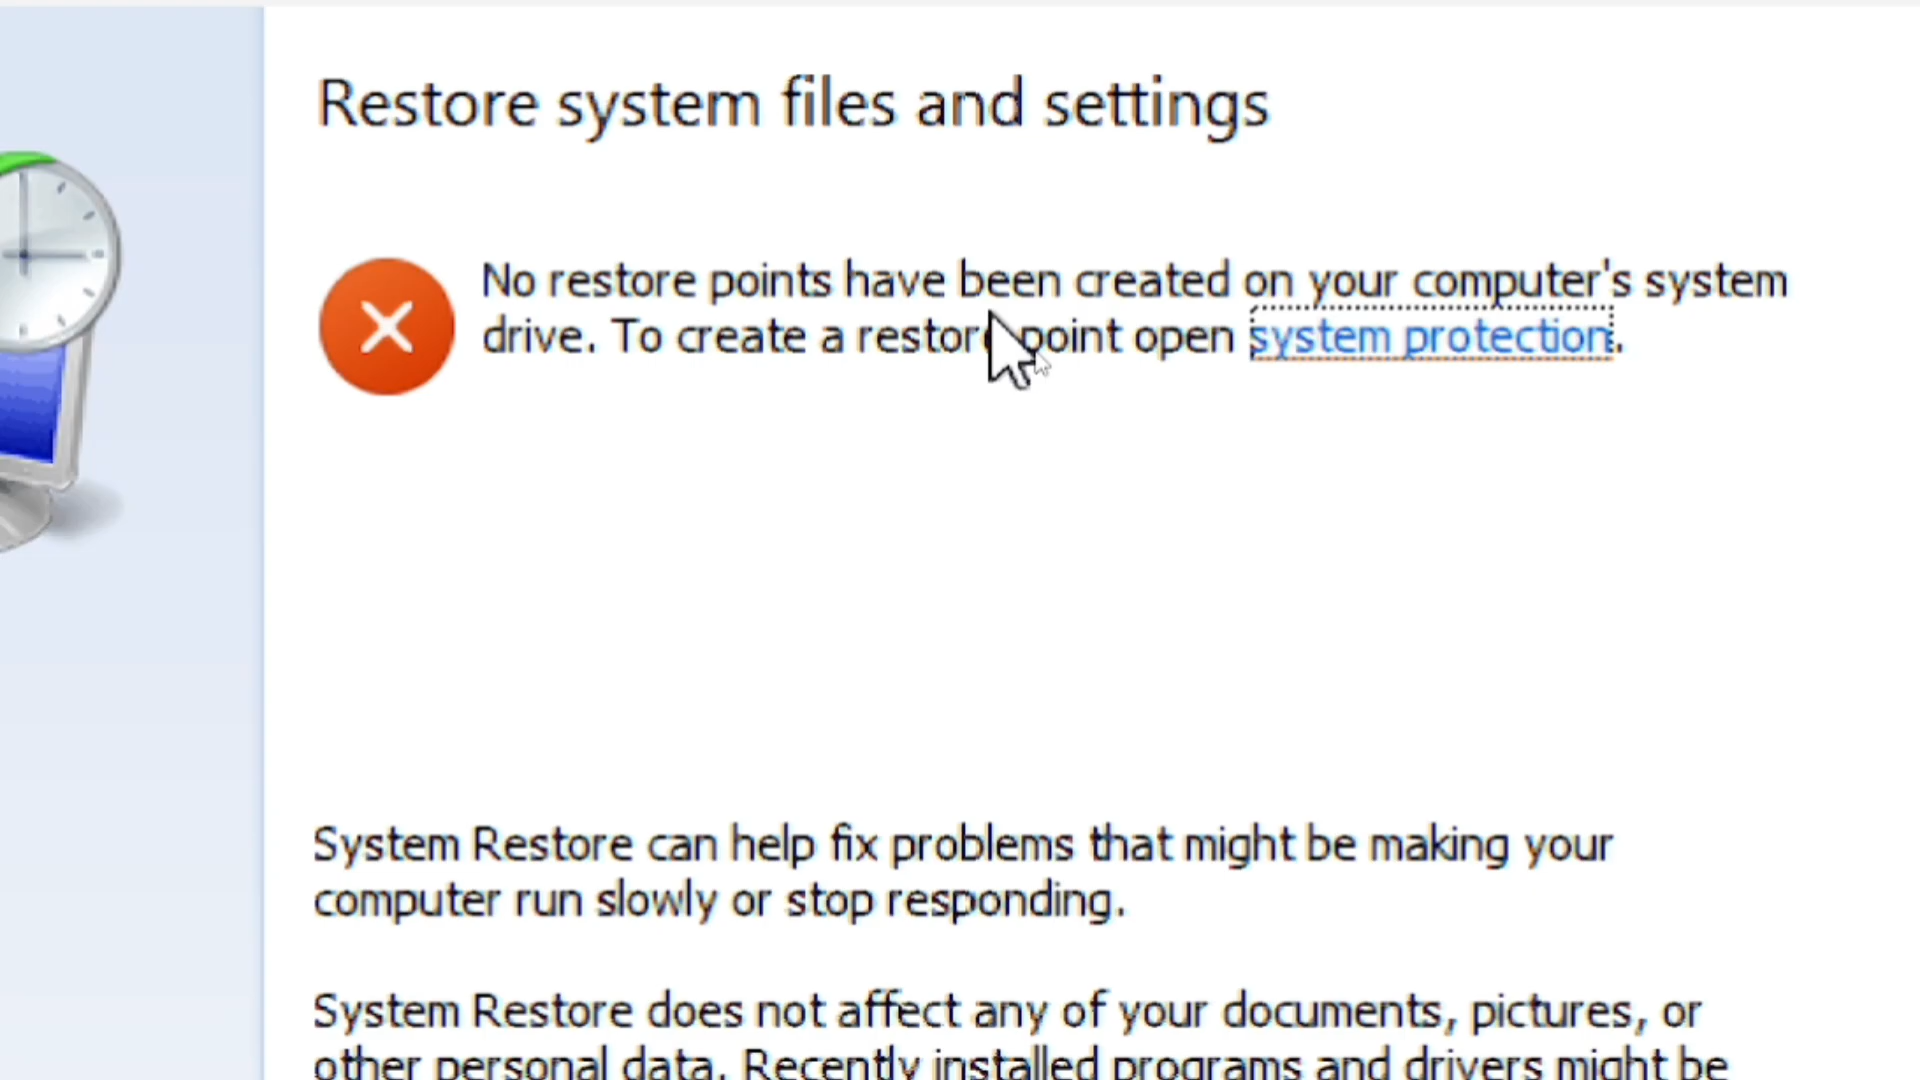 Restore system files and settings
No restore points have been created on your computer's system
drive. To create a restore point open system protection.
System Restore can help fix problems that might be making your
computer run slowly or stop responding.
System Restore does not affect any of your documents, pictures, or
other personal data. Recently installed programs and drivers might be